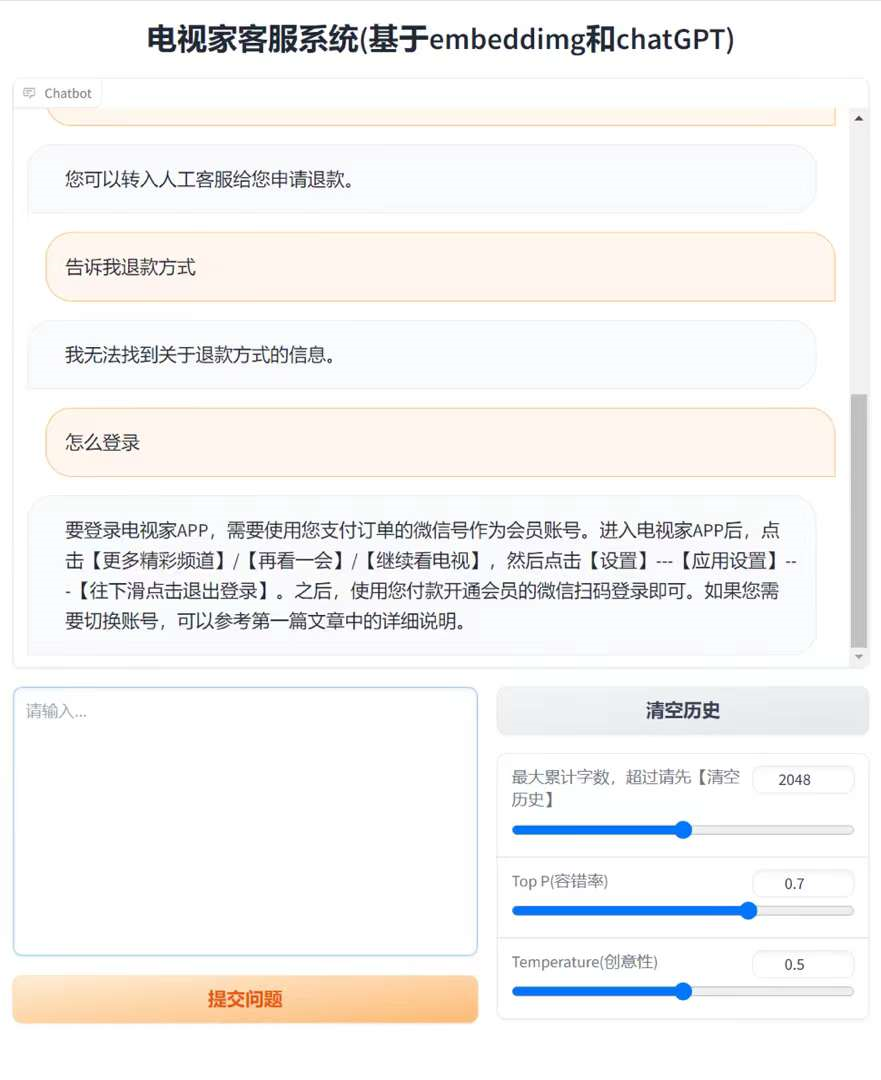 电视家客服系统(基于embeddimg和chatGPT)
Chatbot
您可以转入人工客服给您申请退款。
告诉我退款方式
我无法找到关于退款方式的信息。
怎么登录
要登录电视家APP，需要使用您支付订单的微信号作为会员账号。进入电视家APP后，点
击【更多精彩频道】/【再看一会】/【继续看电视】，然后点击【设置】---【应用设置】--
-【往下滑点击退出登录】。之后，使用您付款开通会员的微信扫码登录即可。如果您需
要切换账号，可以参考第一篇文章中的详细说明。
请输入...
提交问题
清空历史
最大累计字数，超过请先【清空
历史】
2048
Top P(容错率)
0.7
Temperature(创意性)
0.5